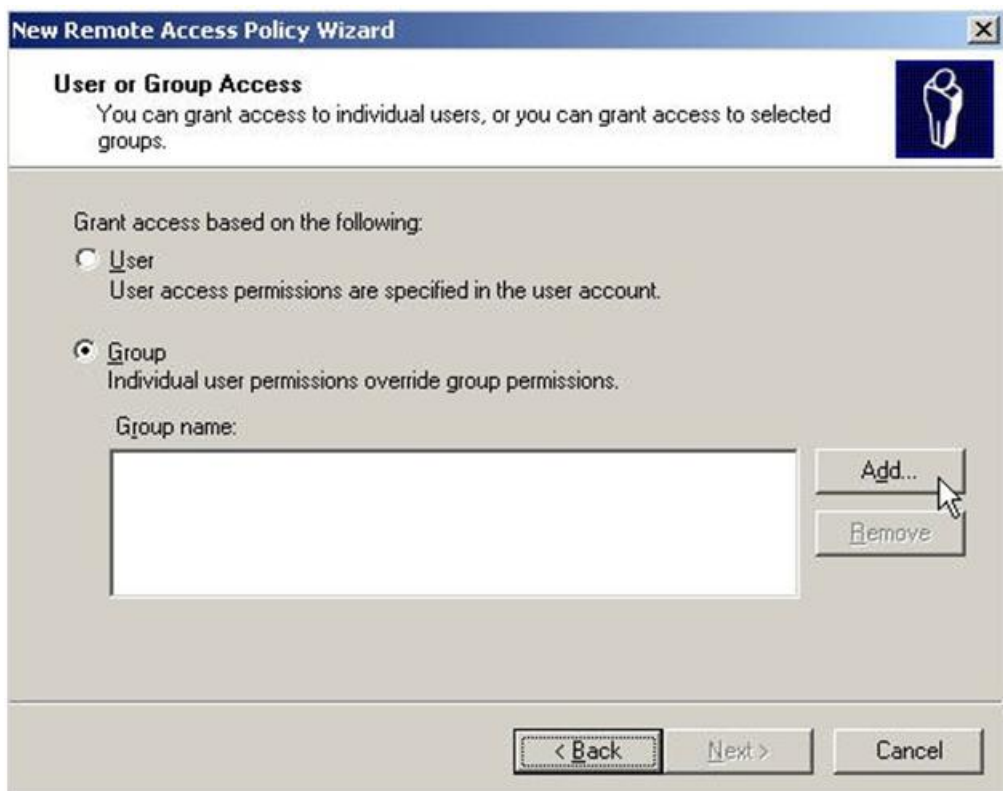 New Remote Access Policy Wizard
User or Group Access
You can grant access to individual users, or you can grant access to selected
groups.
Grant access based on the following:
User
User access permissions are specified in the user account.
Group
Individual user permissions override group permissions.
Group name:
Add...
Remove
< Back
Next >
Cancel